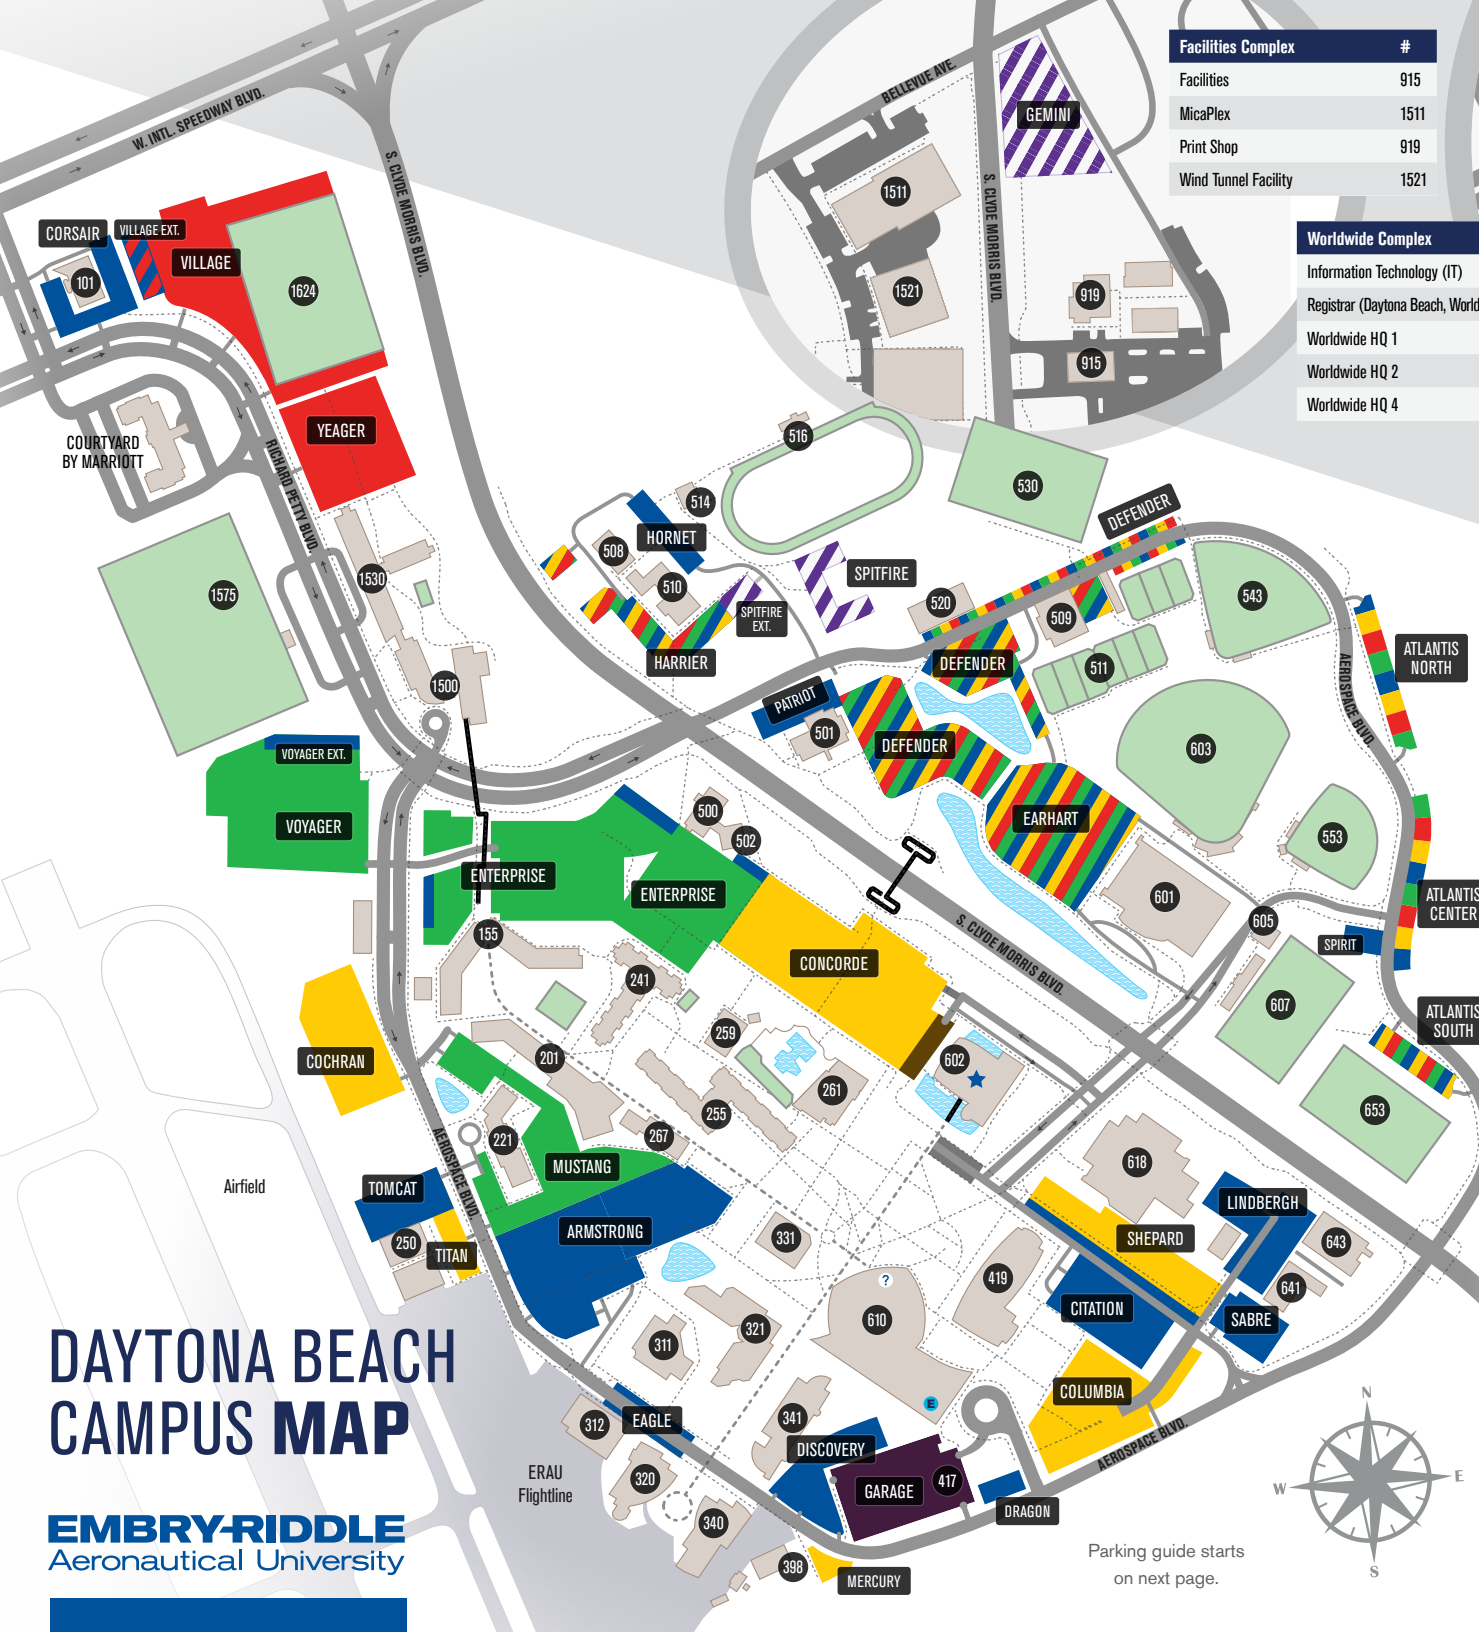 Facilities Complex #
Facilities 915
MicaPlex 1511
Print Shop 919
Wind Tunnel Facility 1521
Worldwide Complex
Information Technology (IT)
Registrar (Daytona Beach, World
Worldwide HQ 1
Worldwide HQ 2
Worldwide HQ 4
W. INTL. SPEEDWAY BLVD.
S. CLYDE MORRIS BLVD.
BELLEVUE AVE.
GEMINI
1511
S. CLYDE MORRIS BLVD.
1521
919
915
CORSAIR
VILLAGE EXT.
VILLAGE
101
1624
YEAGER
COURTYARD
BY MARRIOTT
RICHARD PETTY BLVD.
516
530
514
HORNET
508
510
SPITFIRE
SPITFIRE
EXT.
HARRIER
DEFENDER
520
509
543
511
DEFENDER
1575
1530
1500
PATRIOT
501
DEFENDER
ATLANTIS
NORTH
AEROSPACE BLVD.
603
VOYAGER EXT.
VOYAGER
500
502
EARHART
553
ENTERPRISE
ENTERPRISE
601
605
ATLANTIS
CENTER
SPIRIT
155
241
CONCORDE
S. CLYDE MORRIS BLVD.
607
ATLANTIS
SOUTH
COCHRAN
201
259
261
602
255
653
221
267
MUSTANG
AEROSPACE BLVD.
618
Airfield
TOMCAT
LINDBERGH
250
TITAN
ARMSTRONG
331
SHEPARD
643
?
419
641
CITATION
SABRE
610
321
311
DAYTONA BEACH
CAMPUS MAP
COLUMBIA
E
312
EAGLE
341
DISCOVERY
AEROSPACE BLVD.
N
E
W
S
ERAU
Flightline
320
GARAGE
417
DRAGON
340
398
MERCURY
EMBRY-RIDDLE
Aeronautical University
Parking guide starts
on next page.